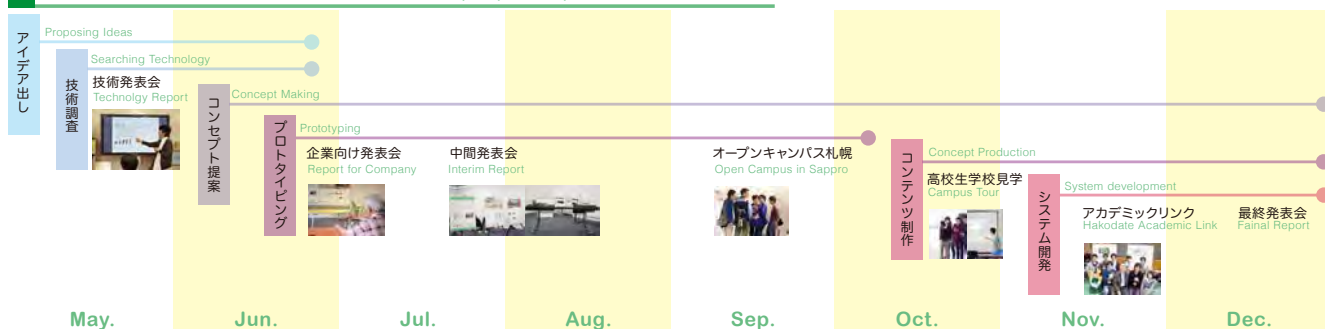 アイデア出し
Proposing Ideas
技術調査
Searching Technology
技術発表会
Technolgy Report
コンセプト提案
Concept Making
プロトタイピング
Prototyping
企業向け発表会
Report for Company
中間発表会
Interim Report
オープンキャンパス札幌
Open Campus in Sappro
コンテンツ制作
Concept Production
高校生学校見学
Campus Tour
システム開発
System development
アカデミックリンク
Hakodate Academic Link
最終発表会
Fainal Report
May.
Jun.
Jul.
Aug.
Sep.
Oct.
Nov.
Dec.